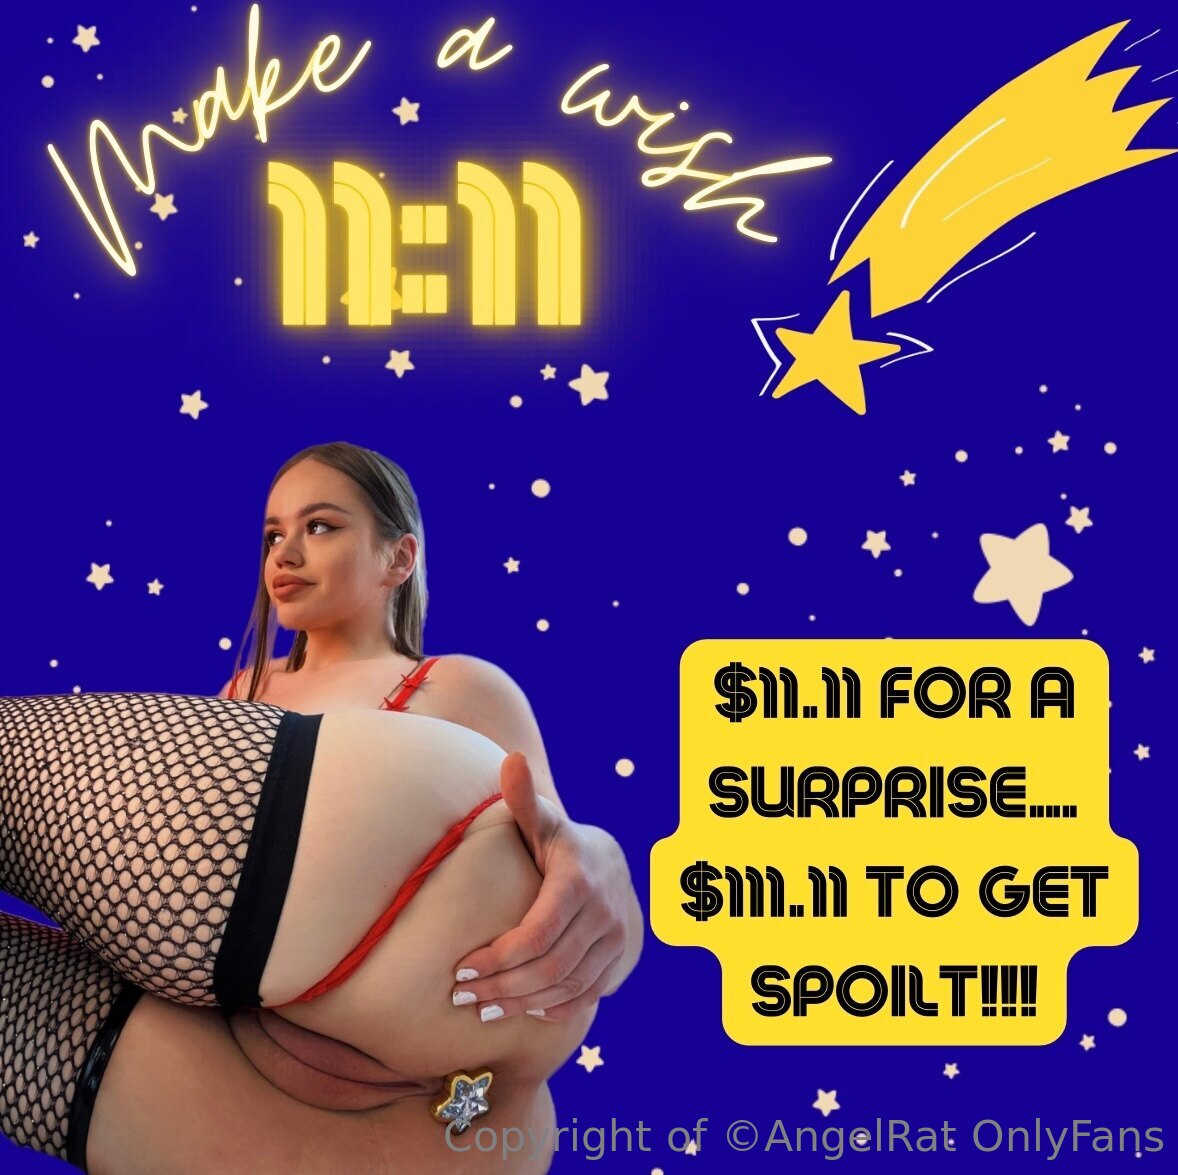 Make a wish
11:11
$11.11 FOR A
SURPRISE....
$111.11 TO GET
SPOILT!!!!
Copyright of ©AngelRat OnlyFans